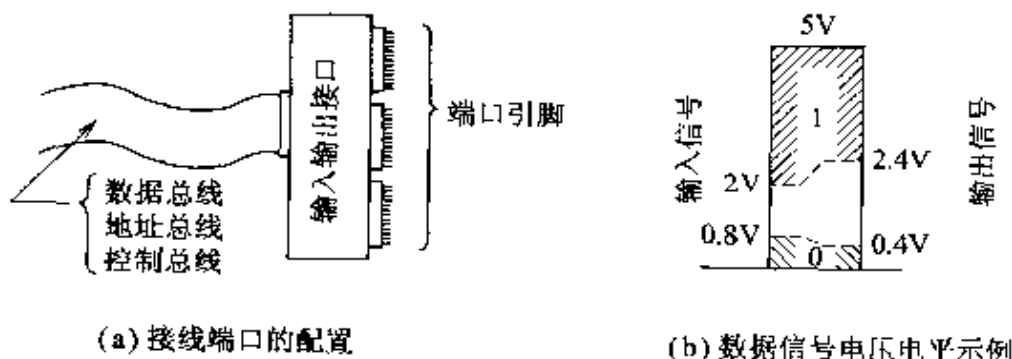 输入输出接口
端口引脚
数据总线
地址总线
控制总线
(a) 接线端口的配置
5V
1
输入信号
输出信号
2V
2.4V
0.8V
0.4V
0
(b) 数据信号电压电平示例